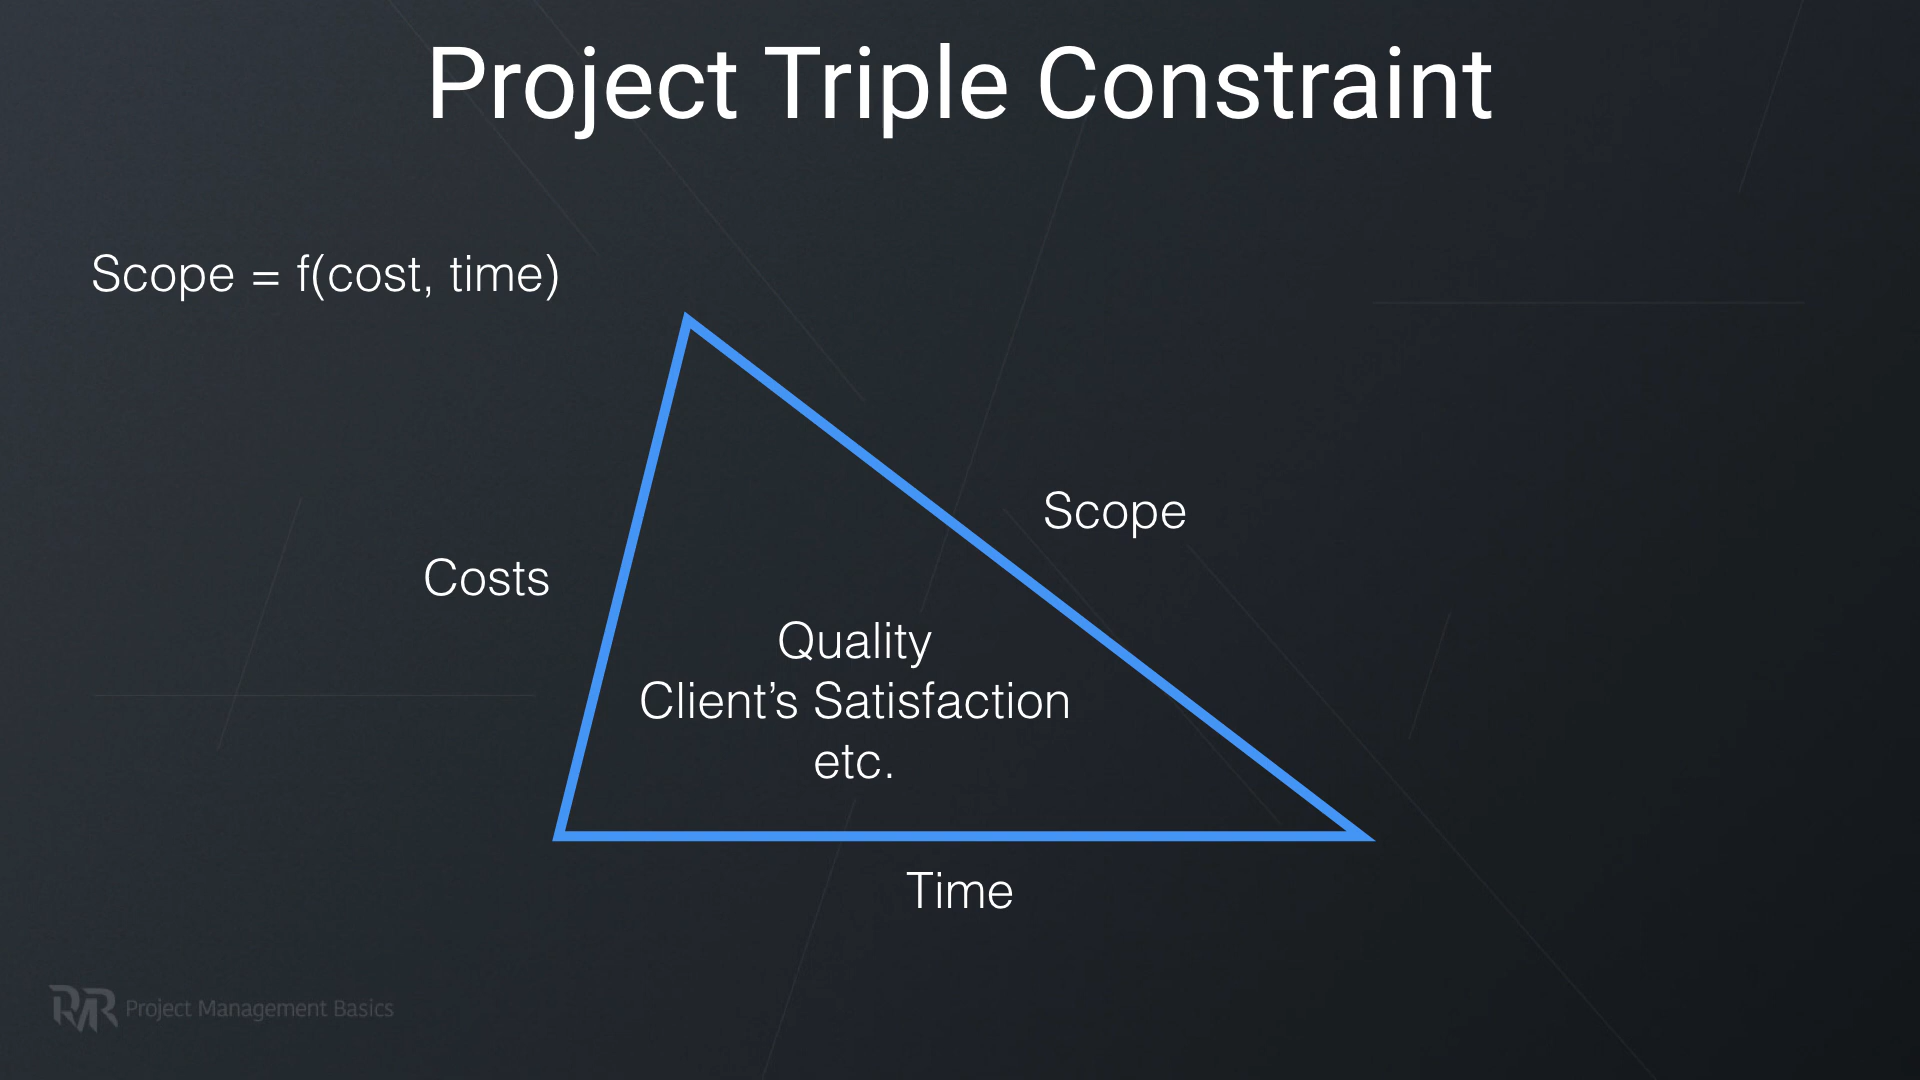 Project Triple Constraint
Scope = f(cost, time)
Scope
Costs
Quality
Client’s Satisfaction
etc.
Time
Project Management Basics